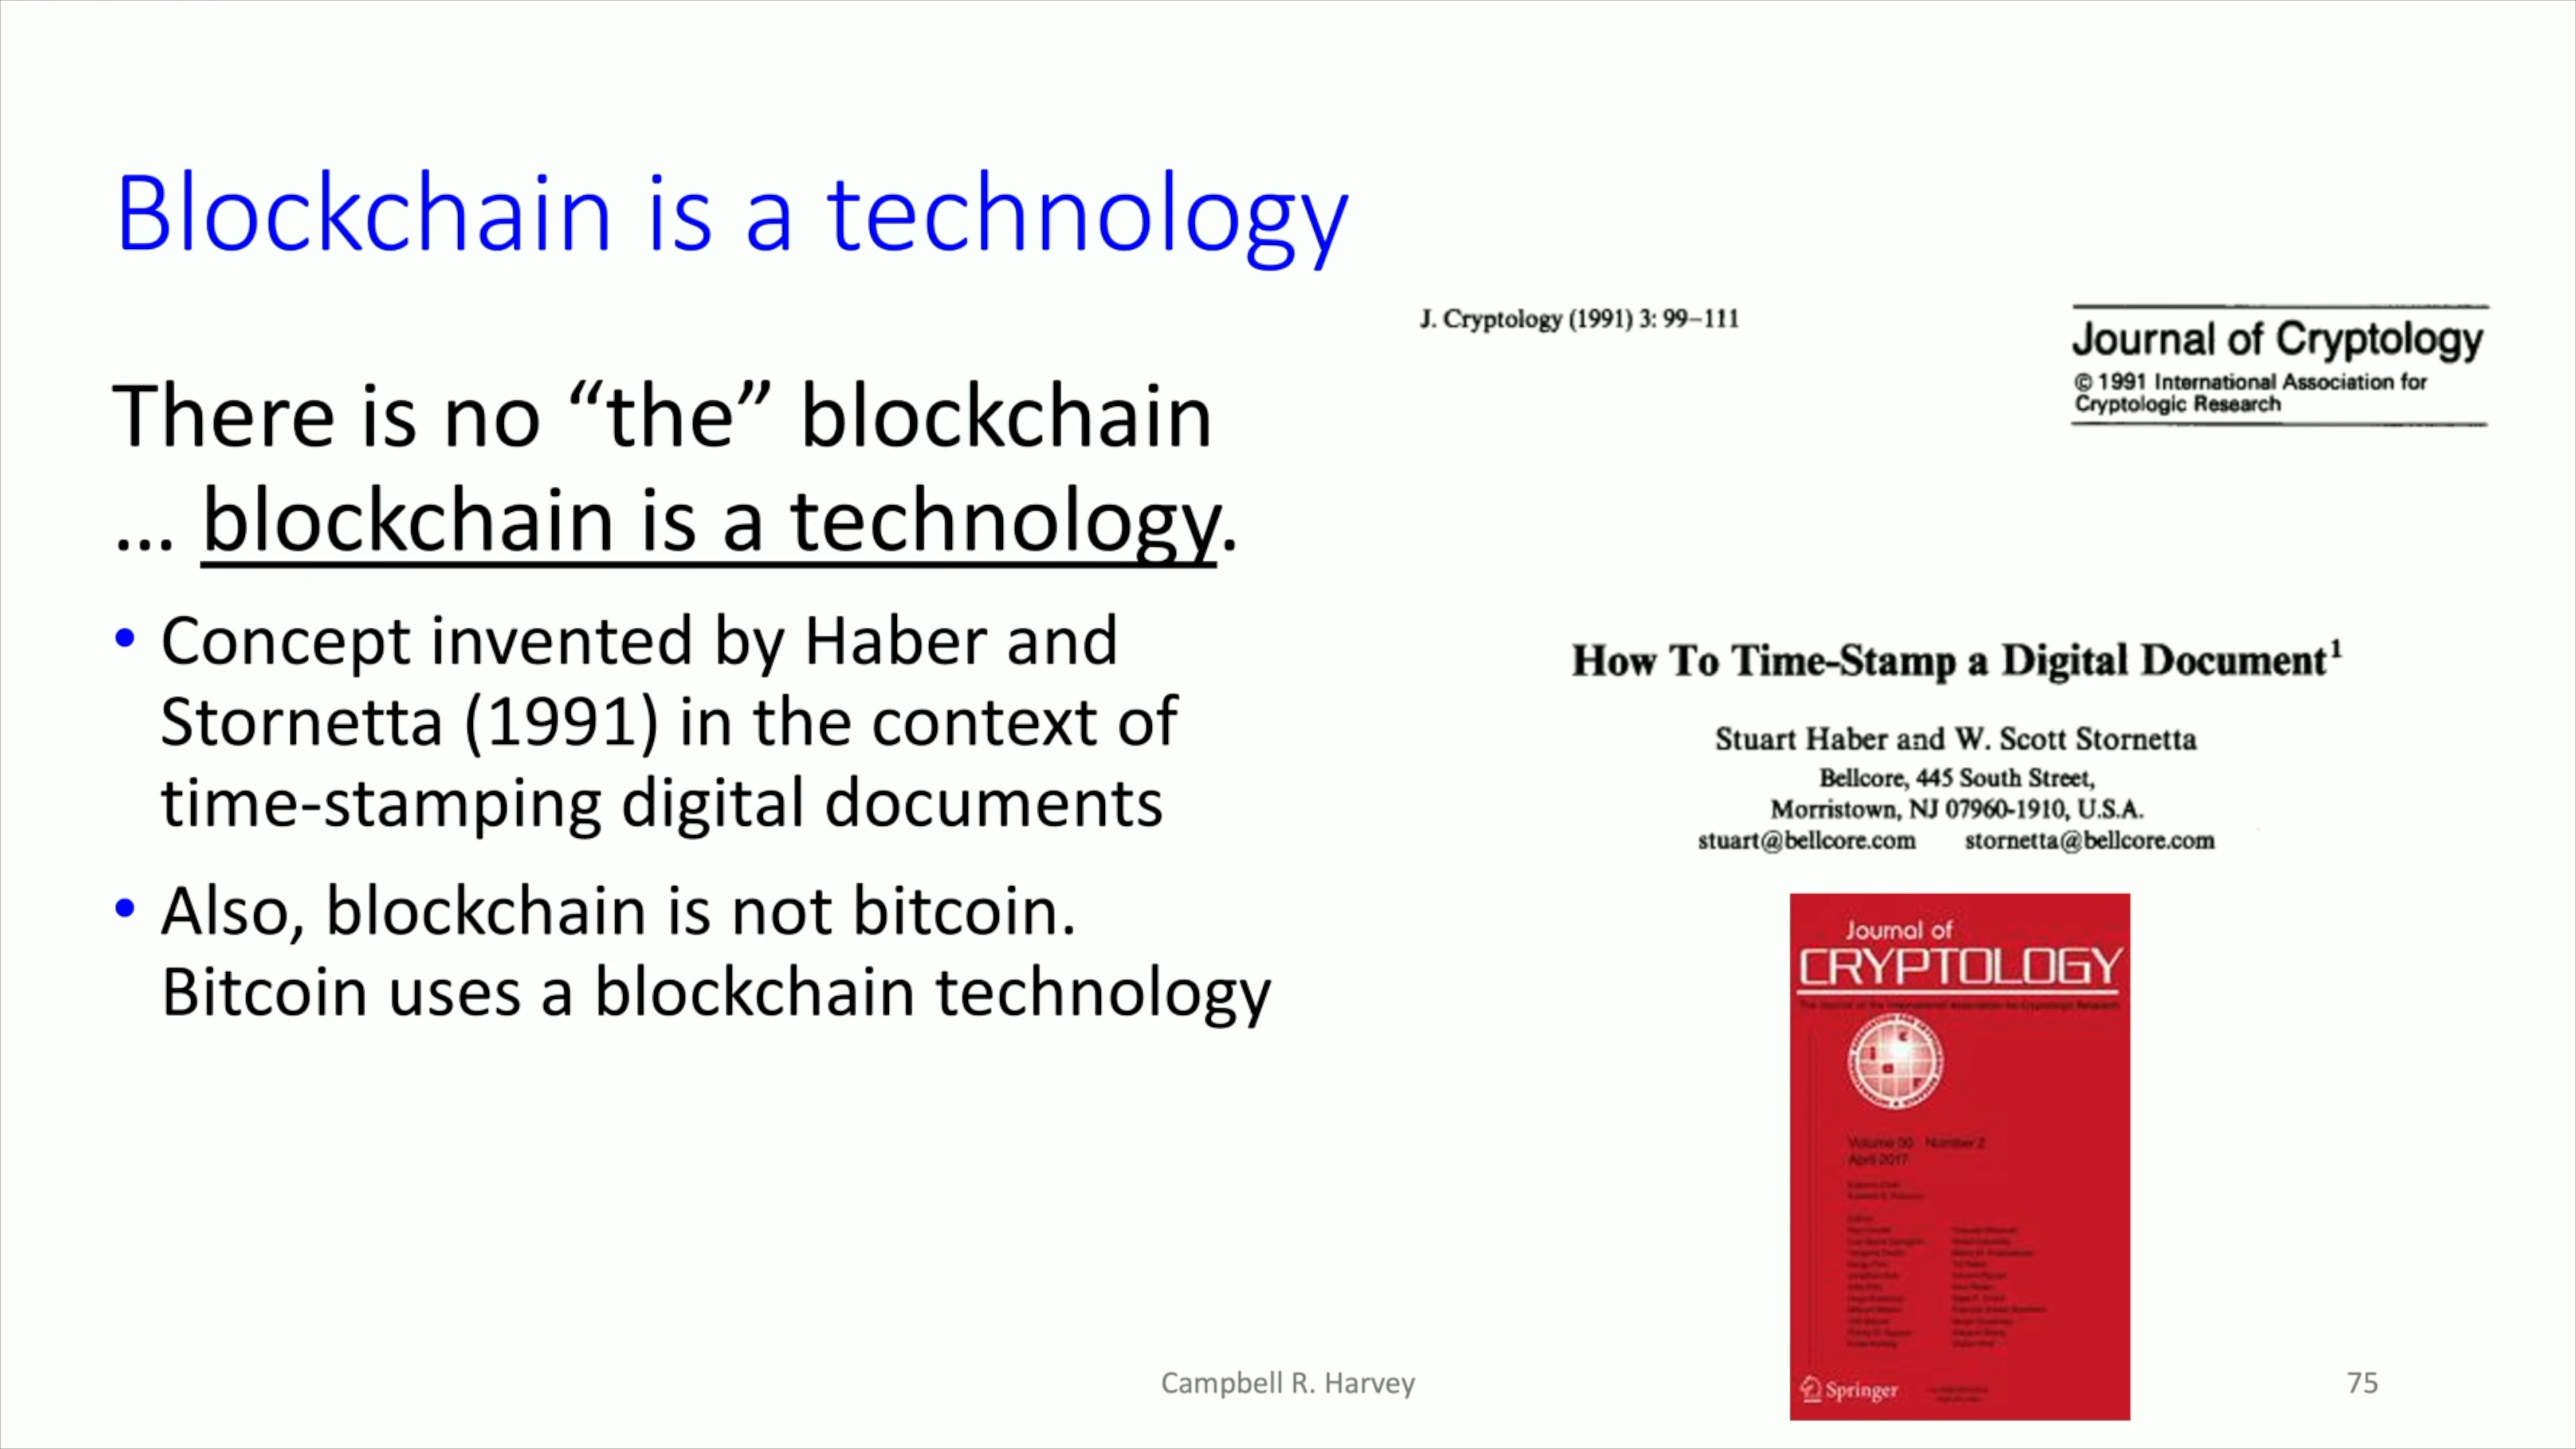 Blockchain is a technology
There is no “the” blockchain
... blockchain is a technology.
• Concept invented by Haber and
Stornetta (1991) in the context of
time-stamping digital documents
• Also, blockchain is not bitcoin.
Bitcoin uses a blockchain technology
J. Cryptology (1991) 3: 99–111
Journal of Cryptology
© 1991 International Association for
Cryptologic Research
How To Time-Stamp a Digital Document¹
Stuart Haber and W. Scott Stornetta
Bellcore, 445 South Street,
Morristown, NJ 07960-1910, U.S.A.
stuart@bellcore.com stornetta@bellcore.com
Journal of
CRYPTOLOGY
Number 2
April 2017
Springer
Campbell R. Harvey
75